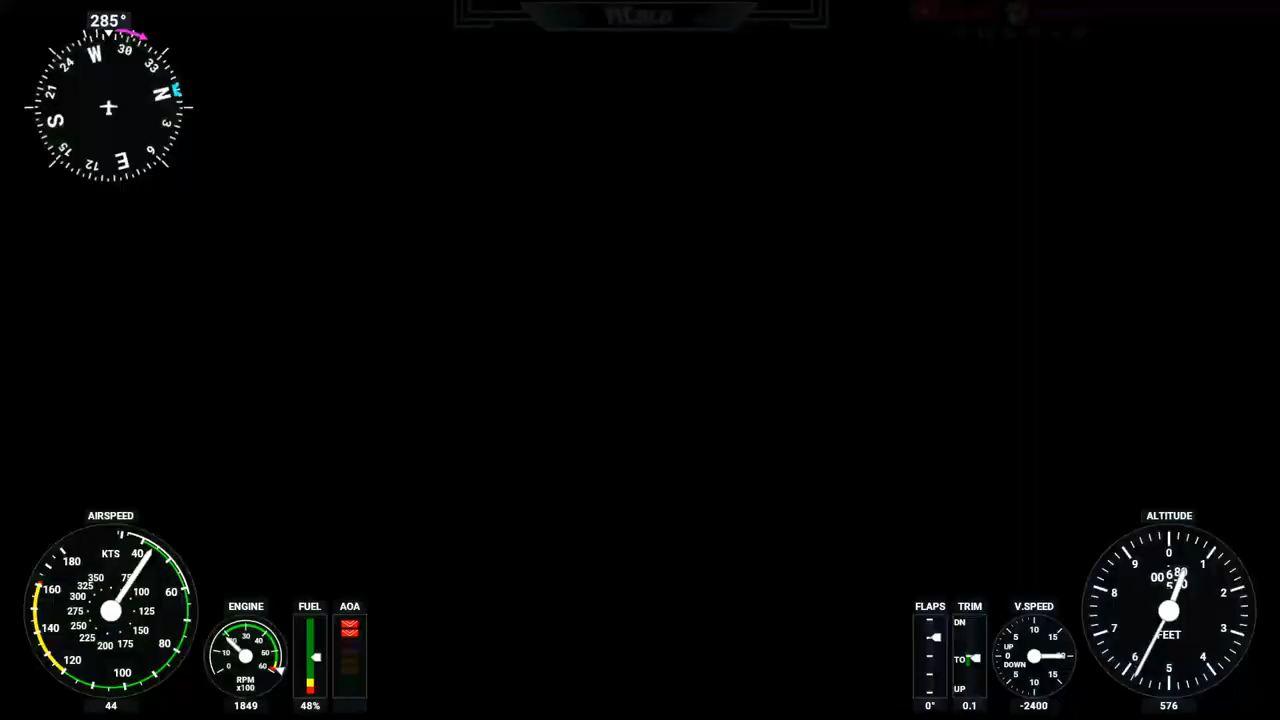 285°
W
30
33
N
3
6
E
12
15
S
21
24
AIRSPEED
KTS
40
60
80
100
120
140
160
180
75
100
125
150
175
200
225
250
275
300
325
350
44
ENGINE
0
10
20
30
40
50
60
RPM
x100
1849
FUEL
48%
AOA
FLAPS
0°
TRIM
DN
TO
UP
0.1
V.SPEED
10
5
15
UP
0
DOWN
5
15
10
-2400
ALTITUDE
0
9
1
8
2
7
3
6
4
5
FEET
576